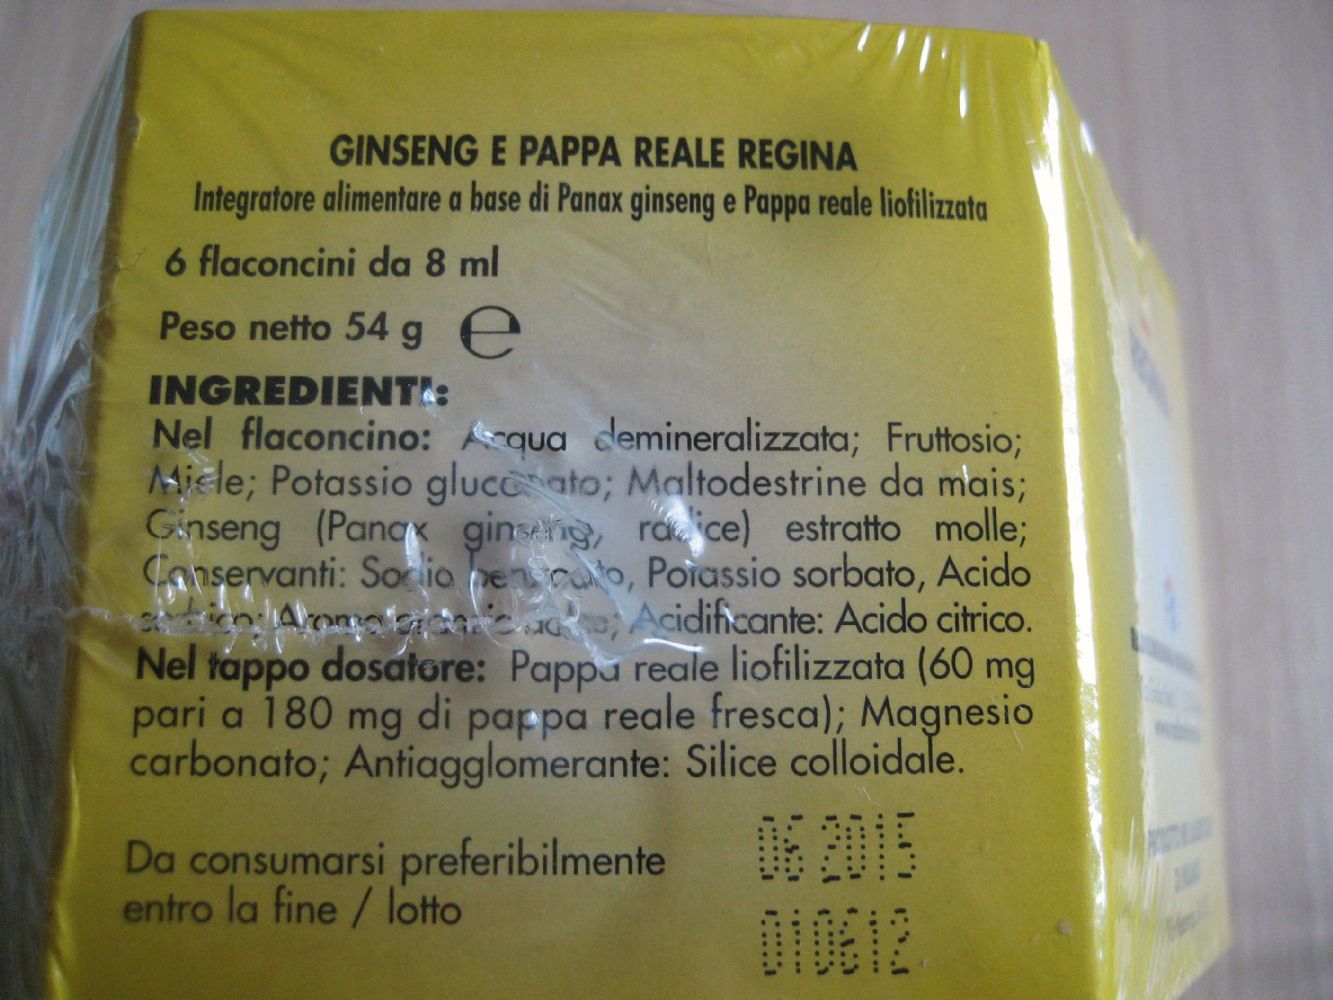 GINSENG E PAPPA REALE REGINA
Integratore alimentare a base di Panax ginseng e Pappa reale liofilizzata
6 flaconcini da 8 ml
Peso netto 54 g e
INGREDIENTI:
Nel flaconcino: Acqua demineralizzata; Fruttosio;
Miele; Potassio gluconato; Maltodestrine da mais;
Ginseng (Panax ginseng, radice) estratto molle;
Conservanti: Sodio benzoato, Potassio sorbato, Acido
sorbico; Aroma Acidificante: Acido citrico.
Nel tappo dosatore: Pappa reale liofilizzata (60 mg
pari a 180 mg di pappa reale fresca); Magnesio
carbonato; Antiagglomerante: Silice colloidale.
Da consumarsi preferibilmente
entro la fine / lotto
06 2015
010612